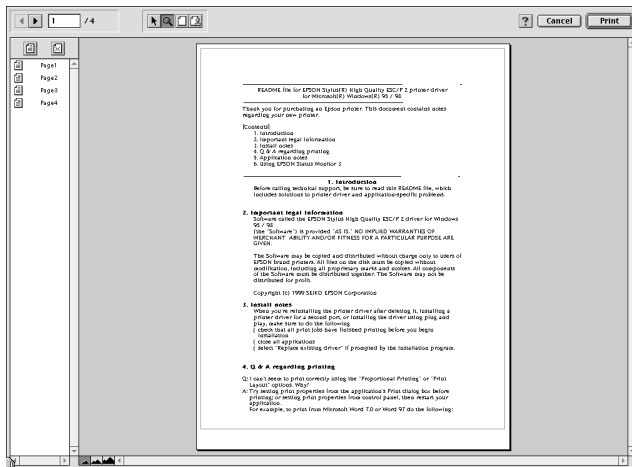 1 / 4
? Cancel Print
Page1
Page2
Page3
Page4
README file for EPSON Stylus(R) High Quality ESC/P 2 printer driver
for Microsoft(R) Windows(R) 95 / 98
Thank you for purchasing an Epson printer. This document contains notes
regarding your new printer.
[Contents]
1. Introduction
2. Important legal information
3. Install notes
4. Q & A regarding printing
5. Application notes
6. Using EPSON Status Monitor 3
1. Introduction
Before calling technical support, be sure to read this README file, which
includes solutions to printer driver and application-specific problems.
2. Important legal information
Software called the EPSON Stylus High Quality ESC/P 2 driver for Windows
95 / 98
(the "Software") is provided "AS IS." NO IMPLIED WARRANTIES OF
MERCHANT ABILITY AND/OR FITNESS FOR A PARTICULAR PURPOSE ARE
GIVEN.
The Software may be copied and distributed without charge only to users of
EPSON brand printers. All files on the disk must be copied without
modification, including all proprietary marks and notices. All components
of the Software must be distributed together. The Software may not be
distributed for profit.
Copyright (c) 1999 SEIKO EPSON Corporation
3. Install notes
When you're reinstalling the printer driver after deleting it, installing a
printer driver for a second port, or installing the driver using plug and
play, make sure to do the following:
( check that all print jobs have finished printing before you begin
installation
( close all applications
( select "Replace existing driver" if prompted by the installation program.
4. Q & A regarding printing
Q: I can't seem to print correctly using the "Proportional Printing" or "Print
Layout" options. Why?
A: Try setting print properties from the application's Print dialog box before
printing; or setting print properties from control panel, then restart your
application.
For example, to print from Microsoft Word 7.0 or Word 97 do the following: